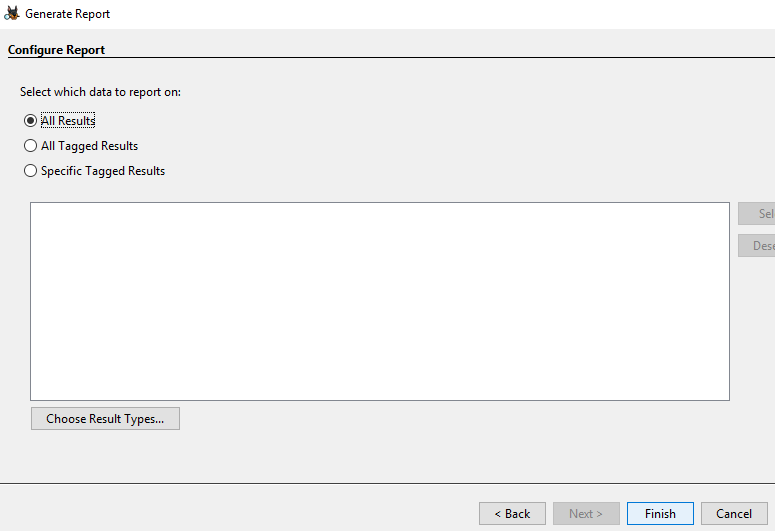 Generate Report
Configure Report
Select which data to report on:
All Results
All Tagged Results
Specific Tagged Results
Choose Result Types...
< Back
Next >
Finish
Cancel